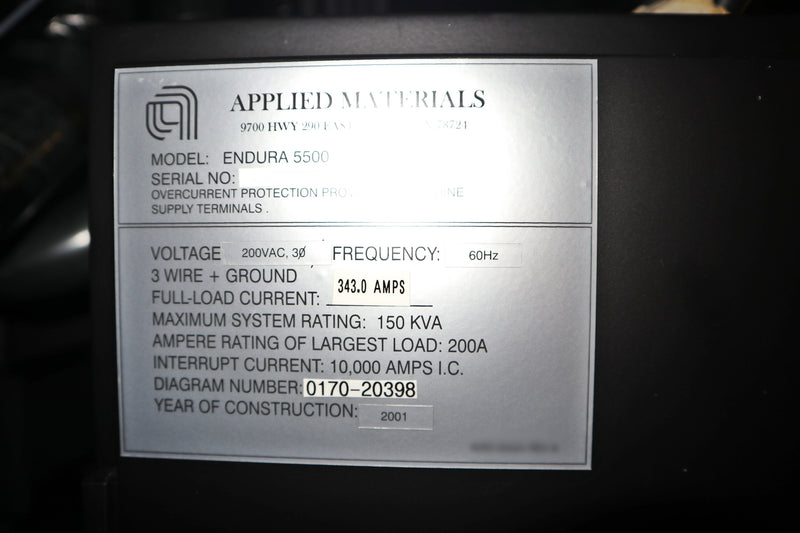 APPLIED MATERIALS
9700 HWY 290 EAST 78724
MODEL: ENDURA 5500
SERIAL NO:
OVERCURRENT PROTECTION
SUPPLY TERMINALS .
VOLTAGE 200VAC, 3Ø FREQUENCY: 60Hz
3 WIRE + GROUND
FULL-LOAD CURRENT: 343.0 AMPS
MAXIMUM SYSTEM RATING: 150 KVA
AMPERE RATING OF LARGEST LOAD: 200A
INTERRUPT CURRENT: 10,000 AMPS I.C.
DIAGRAM NUMBER: 0170-20398
YEAR OF CONSTRUCTION: 2001